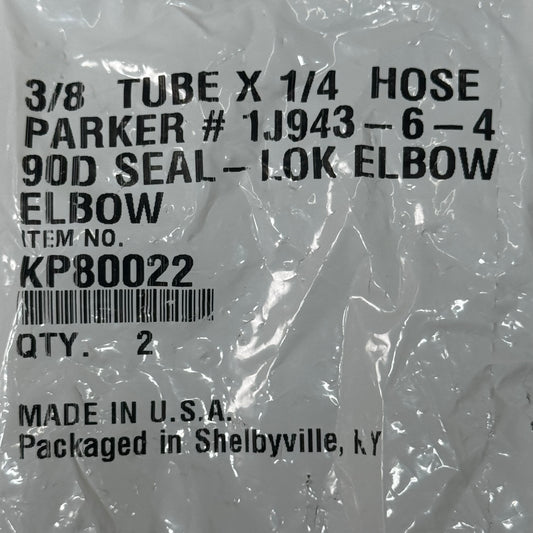 3/8 TUBE X 1/4 HOSE
PARKER # 1J943-6-4
90D SEAL-LOK ELBOW
ELBOW
ITEM NO.
KP80022
QTY. 2
MADE IN U.S.A.
Packaged in Shelbyville, KY